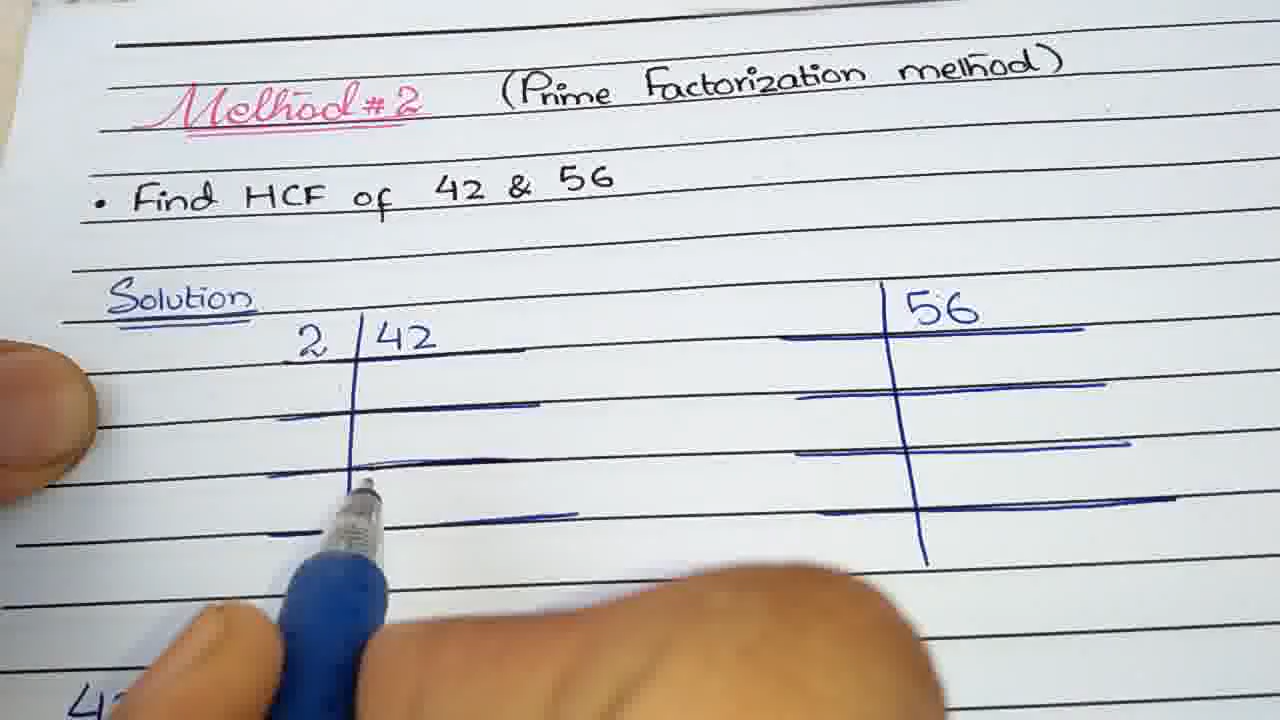 Method #2 (Prime Factorization method)
• Find HCF of 42 & 56
Solution
2 42
56